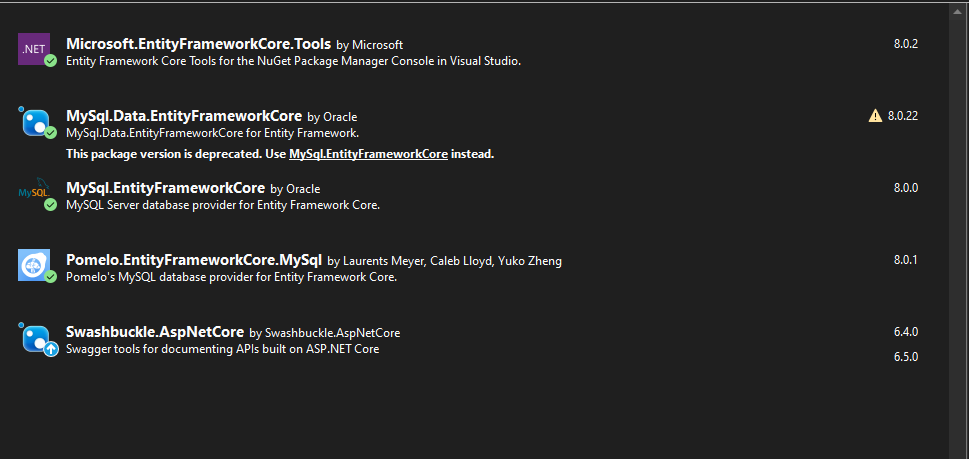 .NET
Microsoft.EntityFrameworkCore.Tools by Microsoft 8.0.2
Entity Framework Core Tools for the NuGet Package Manager Console in Visual Studio.
MySql.Data.EntityFrameworkCore by Oracle 8.0.22
MySql.Data.EntityFrameworkCore for Entity Framework.
This package version is deprecated. Use MySql.EntityFrameworkCore instead.
MySQL
MySql.EntityFrameworkCore by Oracle 8.0.0
MySQL Server database provider for Entity Framework Core.
Pomelo.EntityFrameworkCore.MySql by Laurents Meyer, Caleb Lloyd, Yuko Zheng 8.0.1
Pomelo's MySQL database provider for Entity Framework Core.
Swashbuckle.AspNetCore by Swashbuckle.AspNetCore 6.4.0
Swagger tools for documenting APIs built on ASP.NET Core
6.5.0